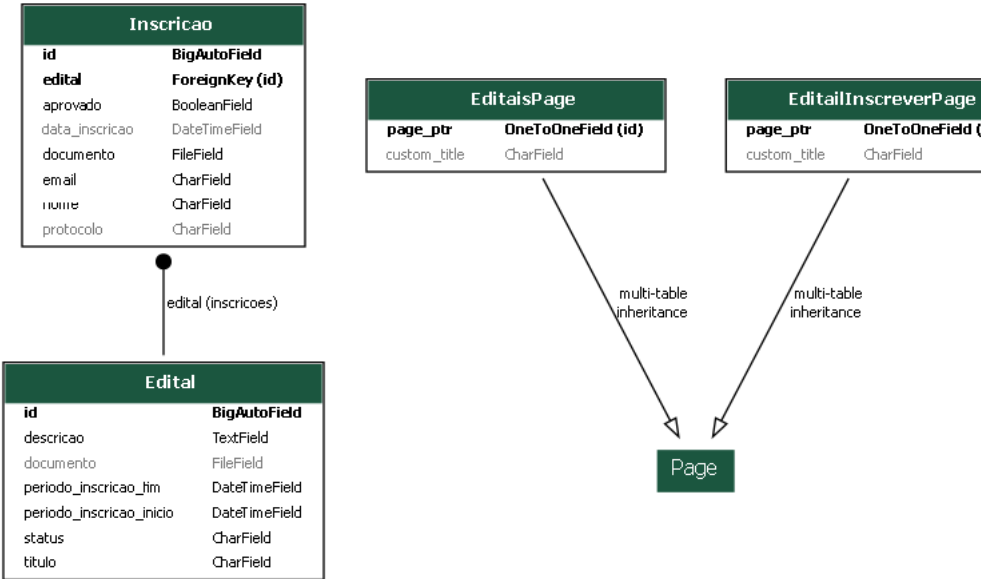 Inscricao
id BigAutoField
edital ForeignKey (id)
aprovado BooleanField
data_inscricao DateTimeField
documento FileField
email CharField
nome CharField
protocolo CharField
edital (inscricoes)
Edital
id BigAutoField
descricao TextField
documento FileField
periodo_inscricao_fim DateTimeField
periodo_inscricao_inicio DateTimeField
status CharField
titulo CharField
EditaisPage
page_ptr OneToOneField (id)
custom_title CharField
EditailInscreverPage
page_ptr OneToOneField (
custom_title CharField
multi-table
inheritance
multi-table
inheritance
Page